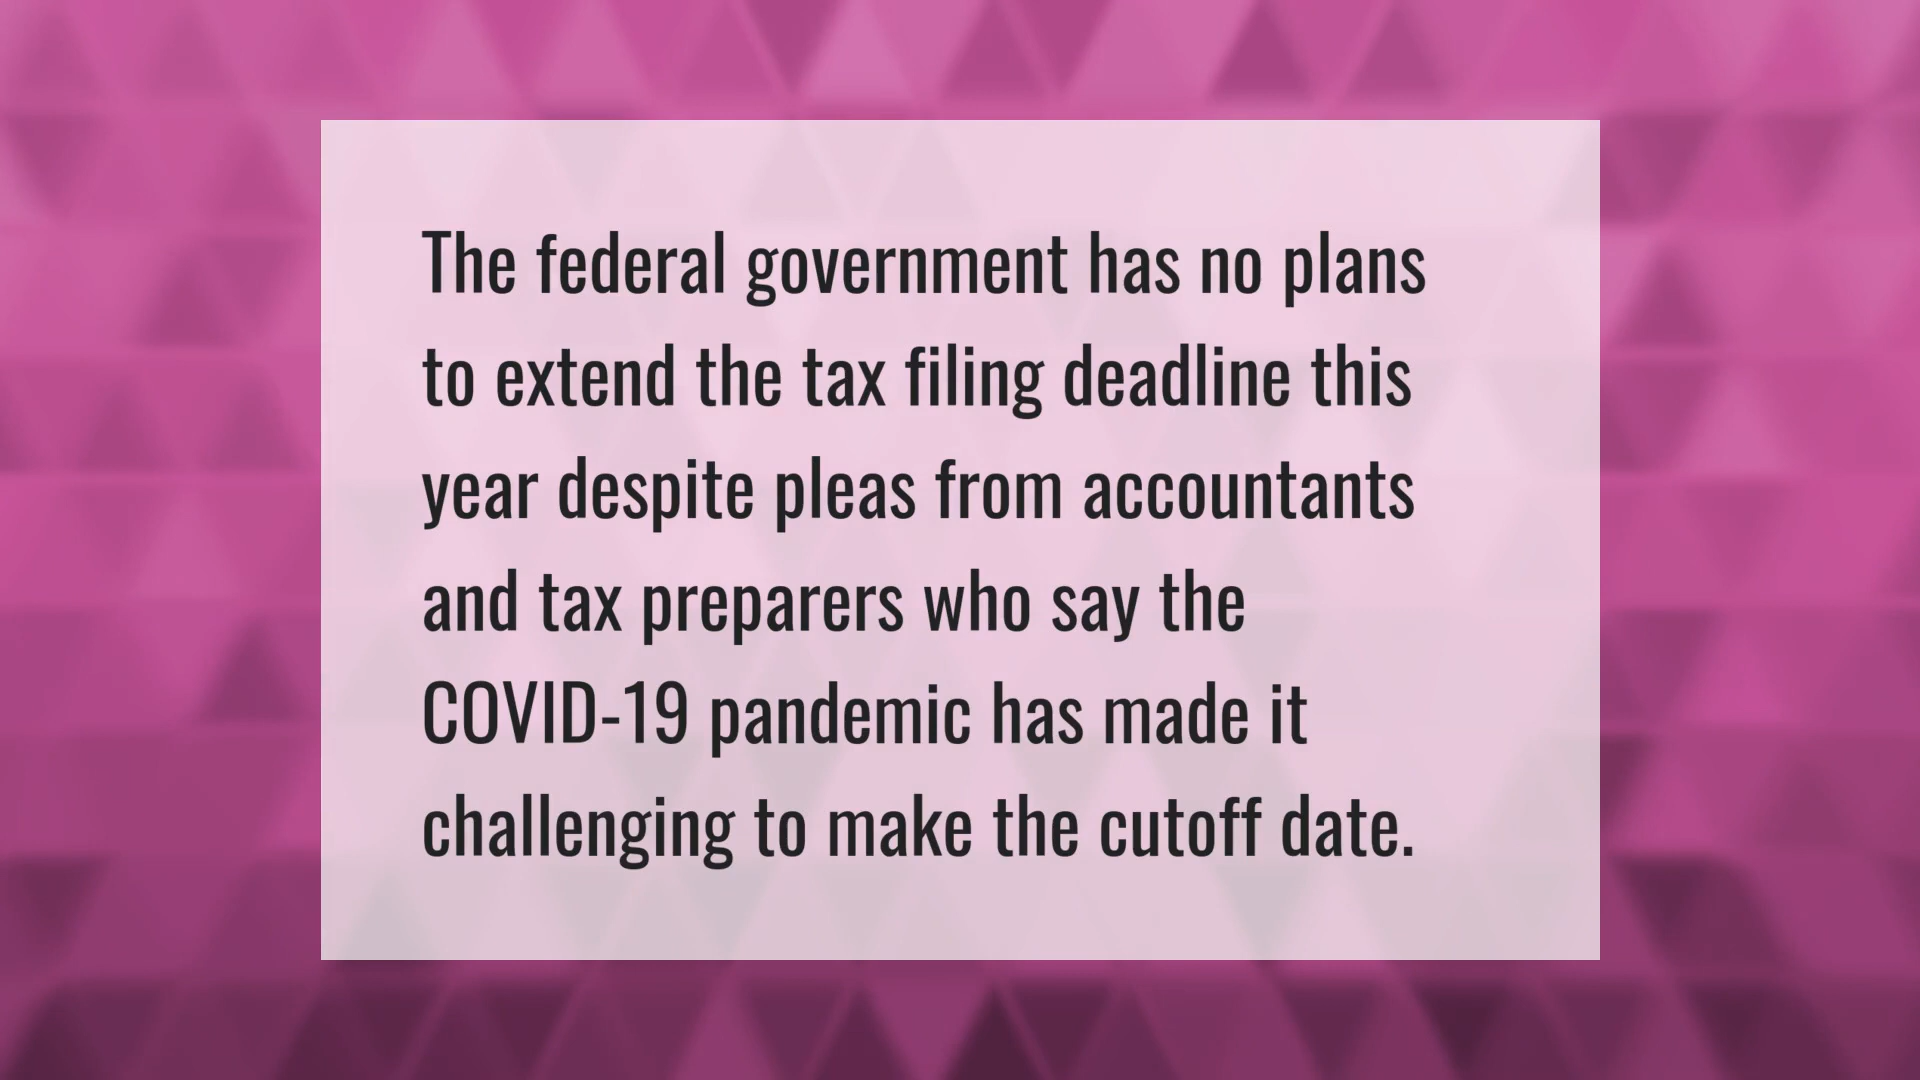 The federal government has no plans
to extend the tax filing deadline this
year despite pleas from accountants
and tax preparers who say the
COVID-19 pandemic has made it
challenging to make the cutoff date.